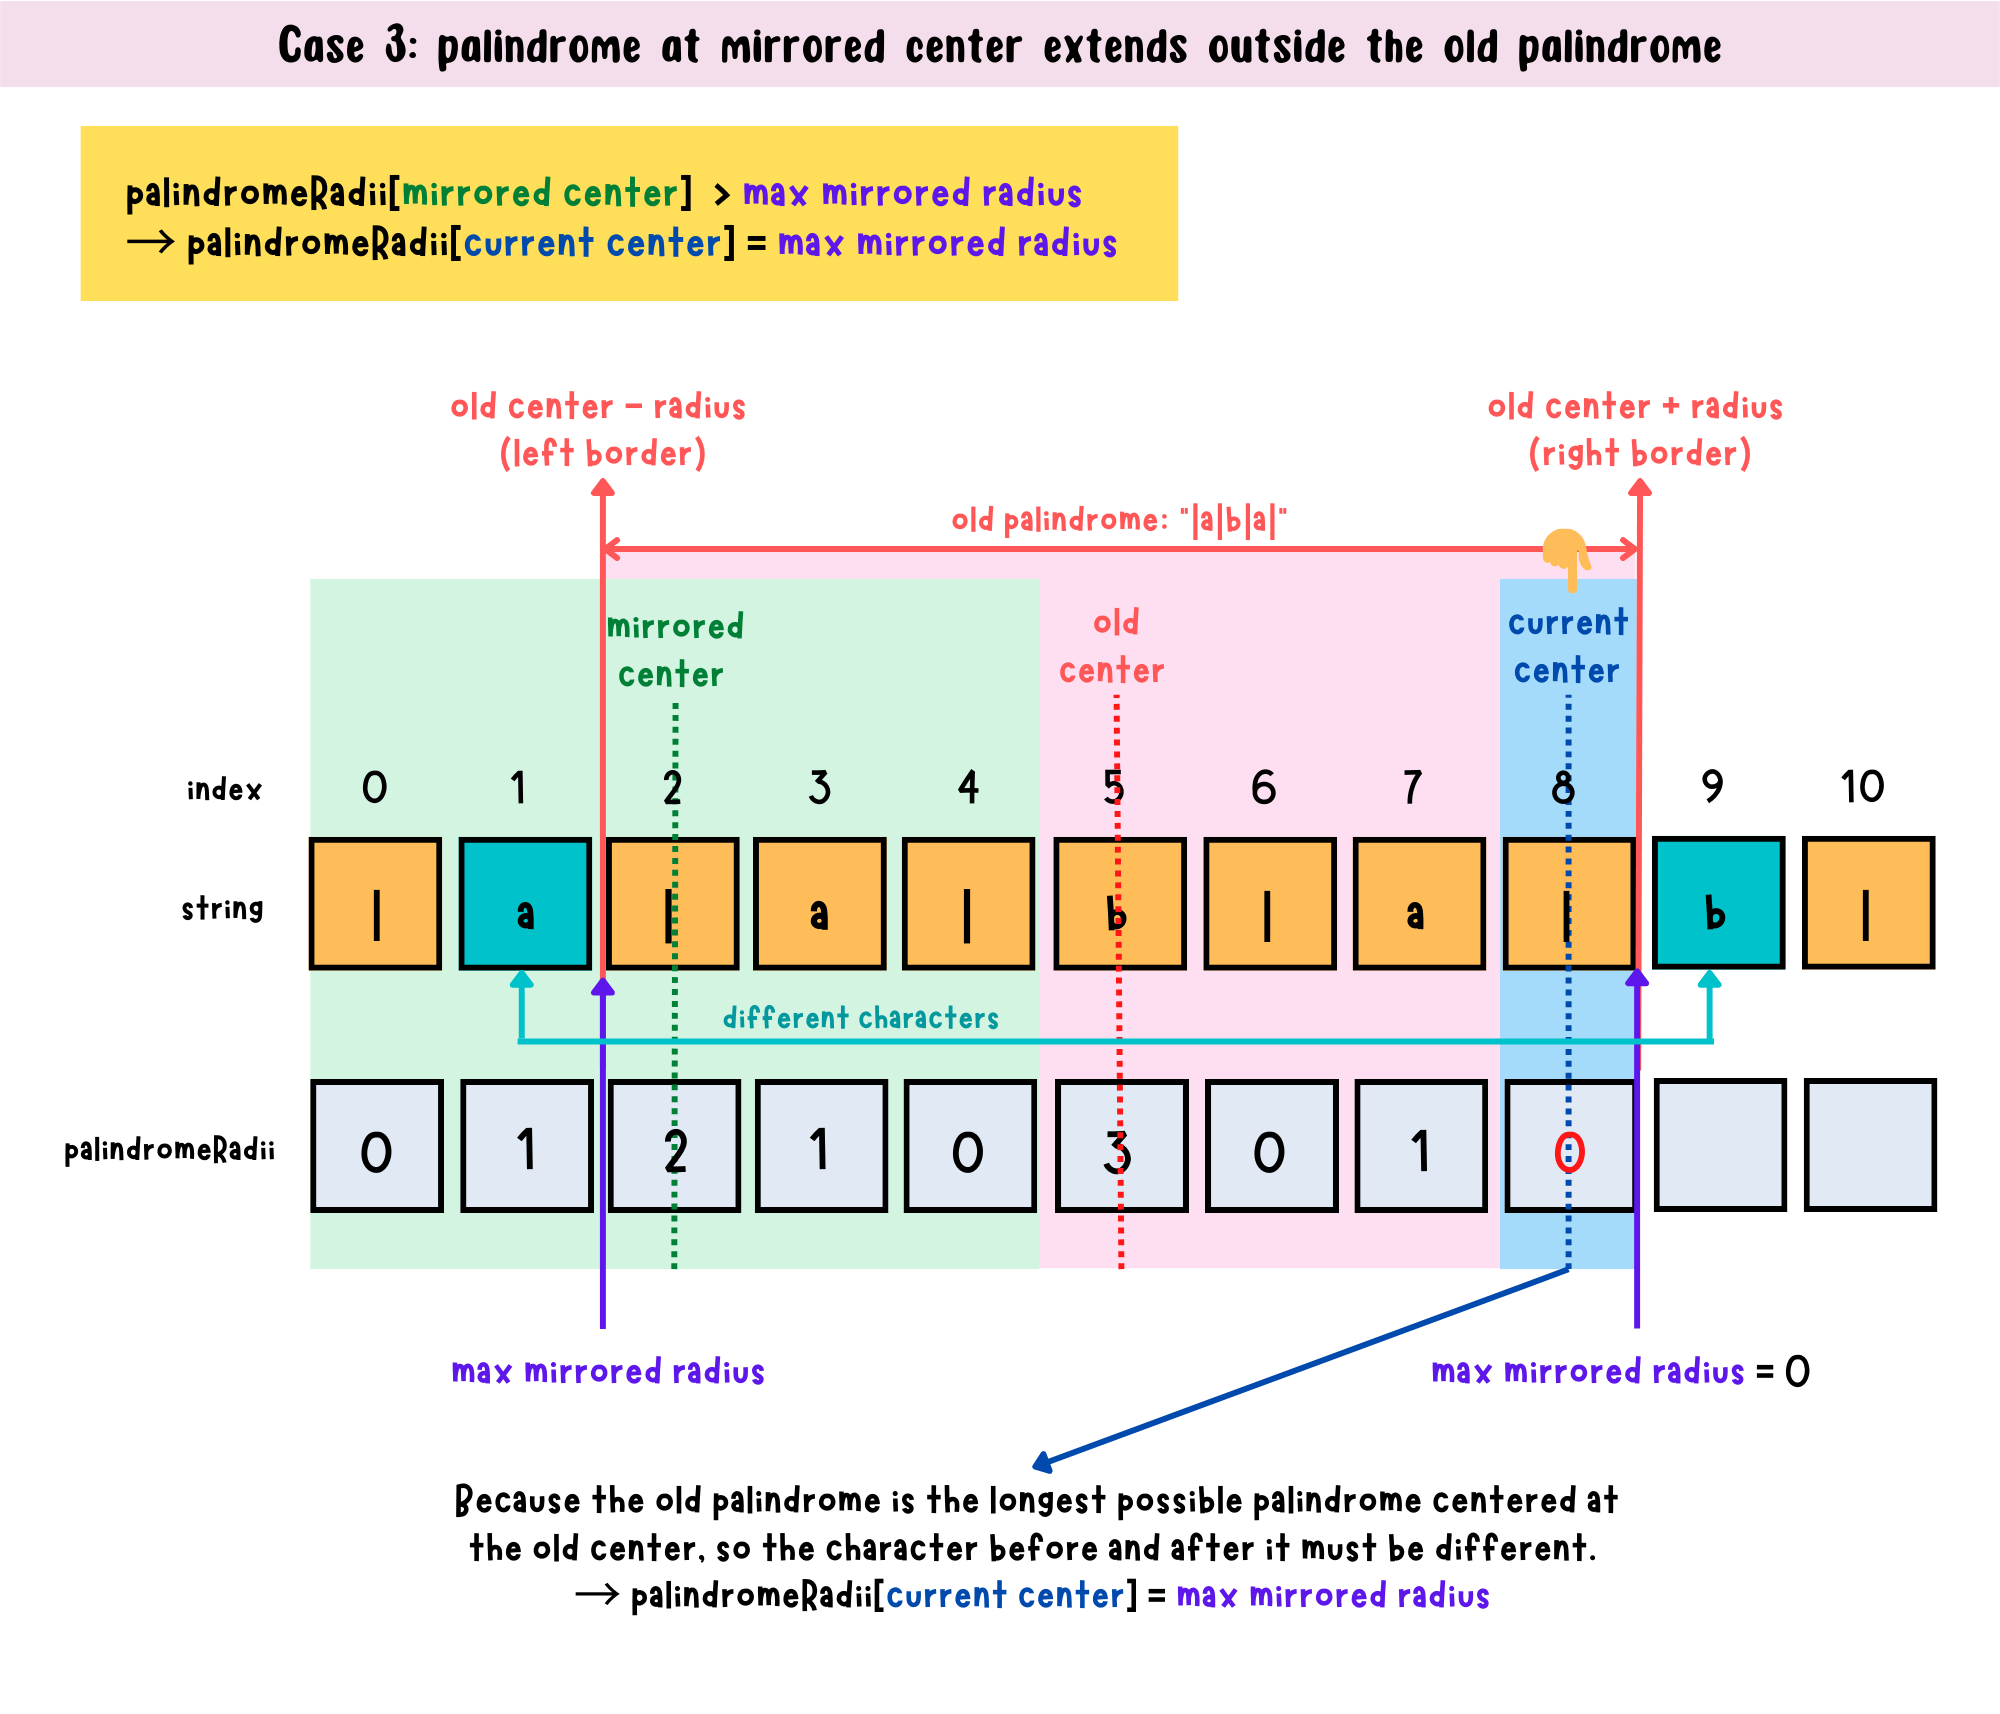 Case 3: palindrome at mirrored center extends outside the old palindrome
palindromeRadii[mirrored center] > max mirrored radius
→ palindromeRadii[current center] = max mirrored radius
old center - radius
(left border)
old center + radius
(right border)
old palindrome: "|a|b|a|"
mirrored
center
old
center
current
center
index 0 1 2 3 4 5 6 7 8 9 10
string | a | a | b | a | b |
different characters
palindromeRadii 0 1 2 1 0 3 0 1 0
max mirrored radius
max mirrored radius = 0
Because the old palindrome is the longest possible palindrome centered at
the old center, so the character before and after it must be different.
→ palindromeRadii[current center] = max mirrored radius